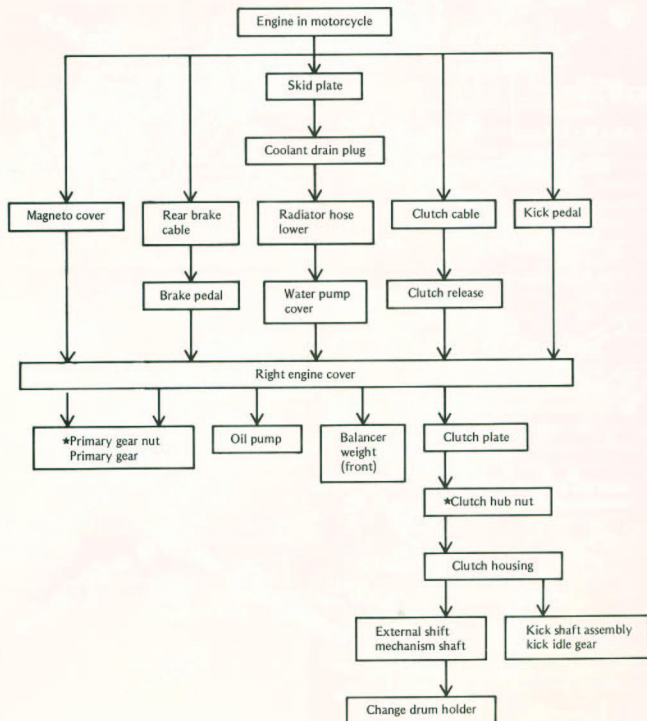 Engine in motorcycle
Skid plate
Coolant drain plug
Magneto cover
Rear brake
cable
Radiator hose
lower
Clutch cable
Kick pedal
Brake pedal
Water pump
cover
Clutch release
Right engine cover
★Primary gear nut
Primary gear
Oil pump
Balancer
weight
(front)
Clutch plate
★Clutch hub nut
Clutch housing
External shift
mechanism shaft
Kick shaft assembly
kick idle gear
Change drum holder